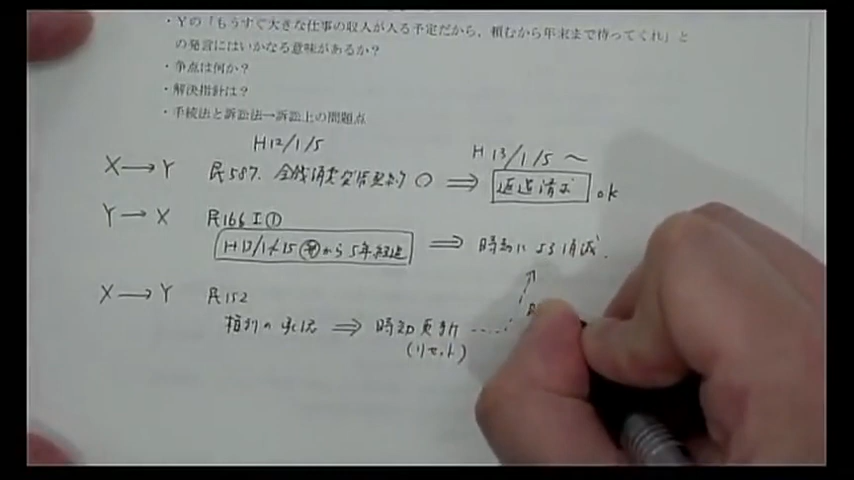 ・Yの「もうすぐ大きな仕事の収入が入る予定だから、頼むから年末まで待ってくれ」と
の発言にはいかなる意味があるか?
・争点は何か?
・解決指針は?
・手続法と訴訟法→訴訟上の問題点
H12/1/5 H13/1/5 〜
X→Y 民587. 金銭消費貸借契約 ○ ⇒ 返還請求 ok
Y→X 民166 I ①
から5年経過 ⇒ 時効により消滅.
X→Y 民152
権利の承認 ⇒ 時効更新
(リセット)